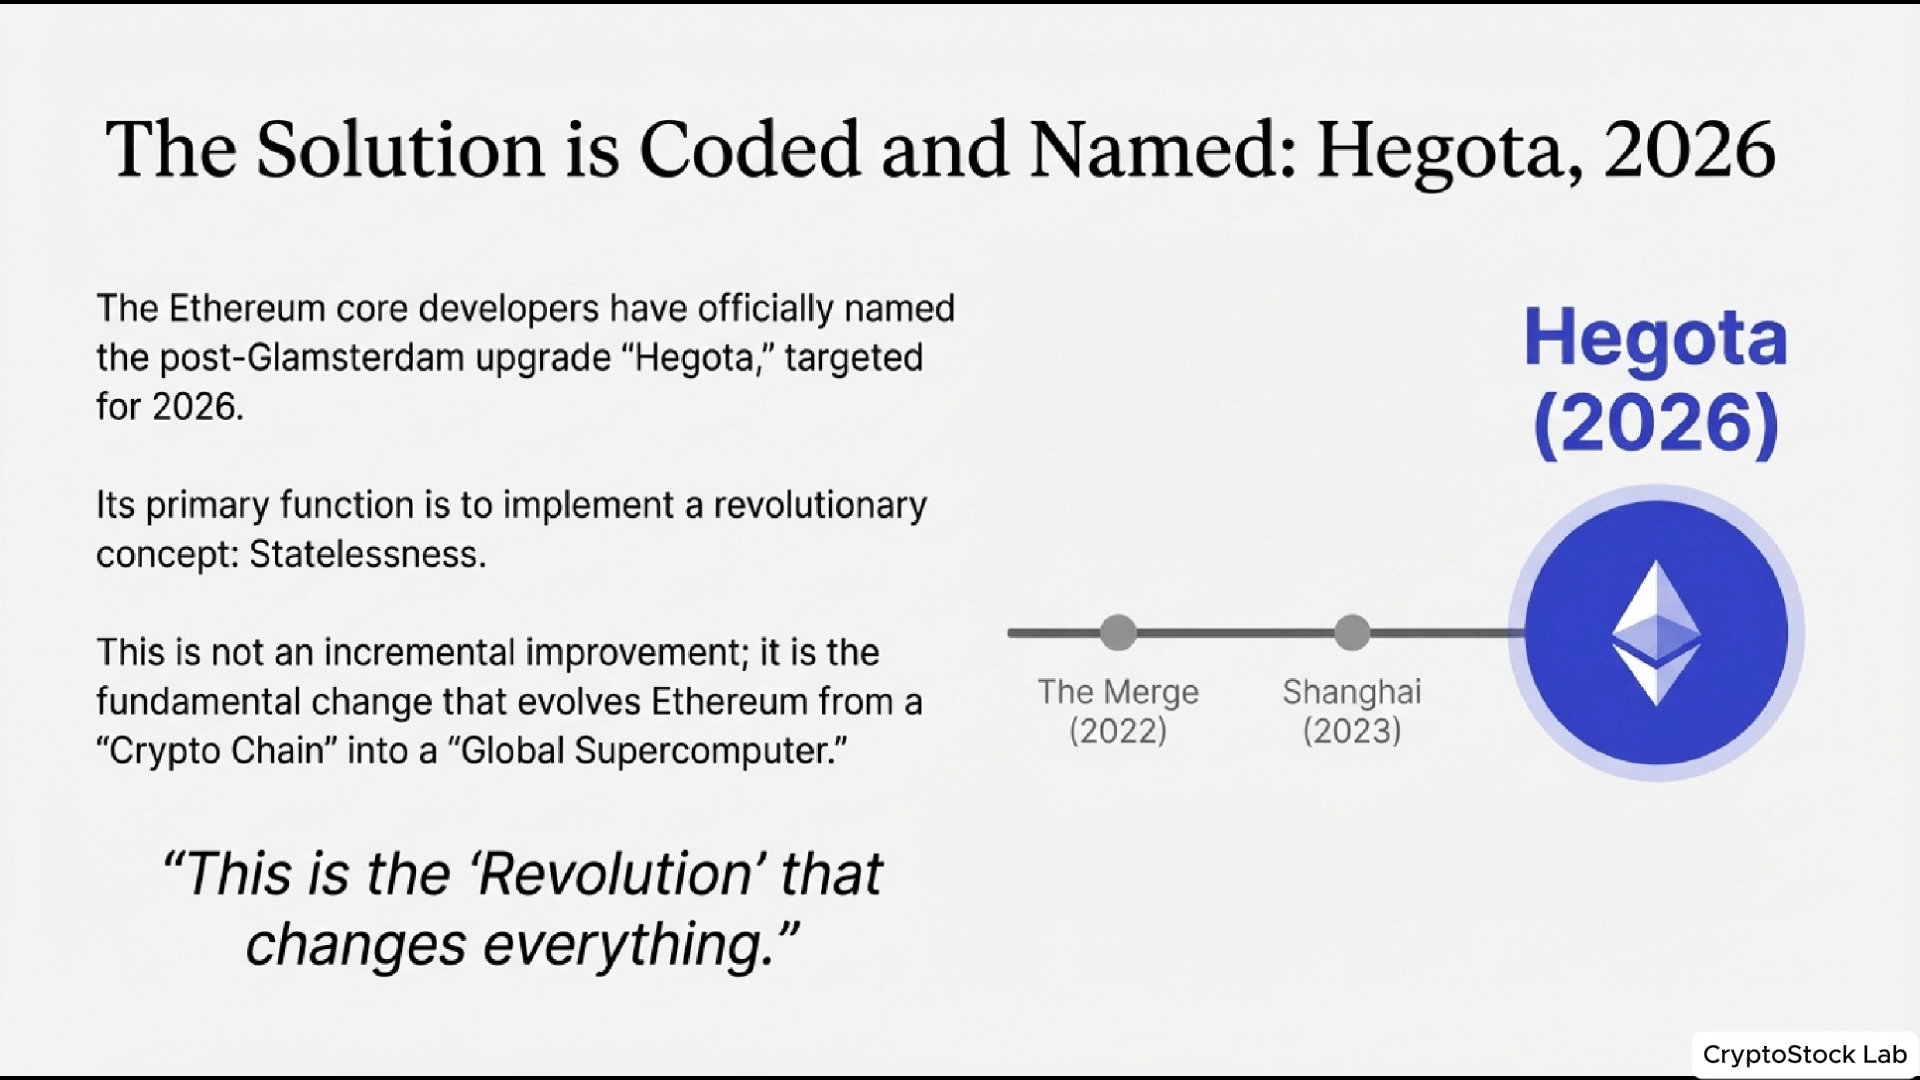 The Solution is Coded and Named: Hegota, 2026
The Ethereum core developers have officially named
the post-Glamsterdam upgrade “Hegota,” targeted
for 2026.
Its primary function is to implement a revolutionary
concept: Statelessness.
This is not an incremental improvement; it is the
fundamental change that evolves Ethereum from a
“Crypto Chain” into a “Global Supercomputer.”
“This is the ‘Revolution’ that
changes everything.”
Hegota
(2026)
The Merge
(2022)
Shanghai
(2023)
CryptoStock Lab